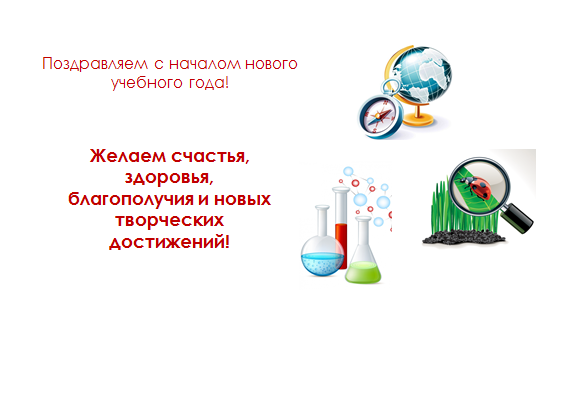 Поздравляем с началом нового
учебного года!
Желаем счастья,
здоровья,
благополучия и новых
творческих
достижений!